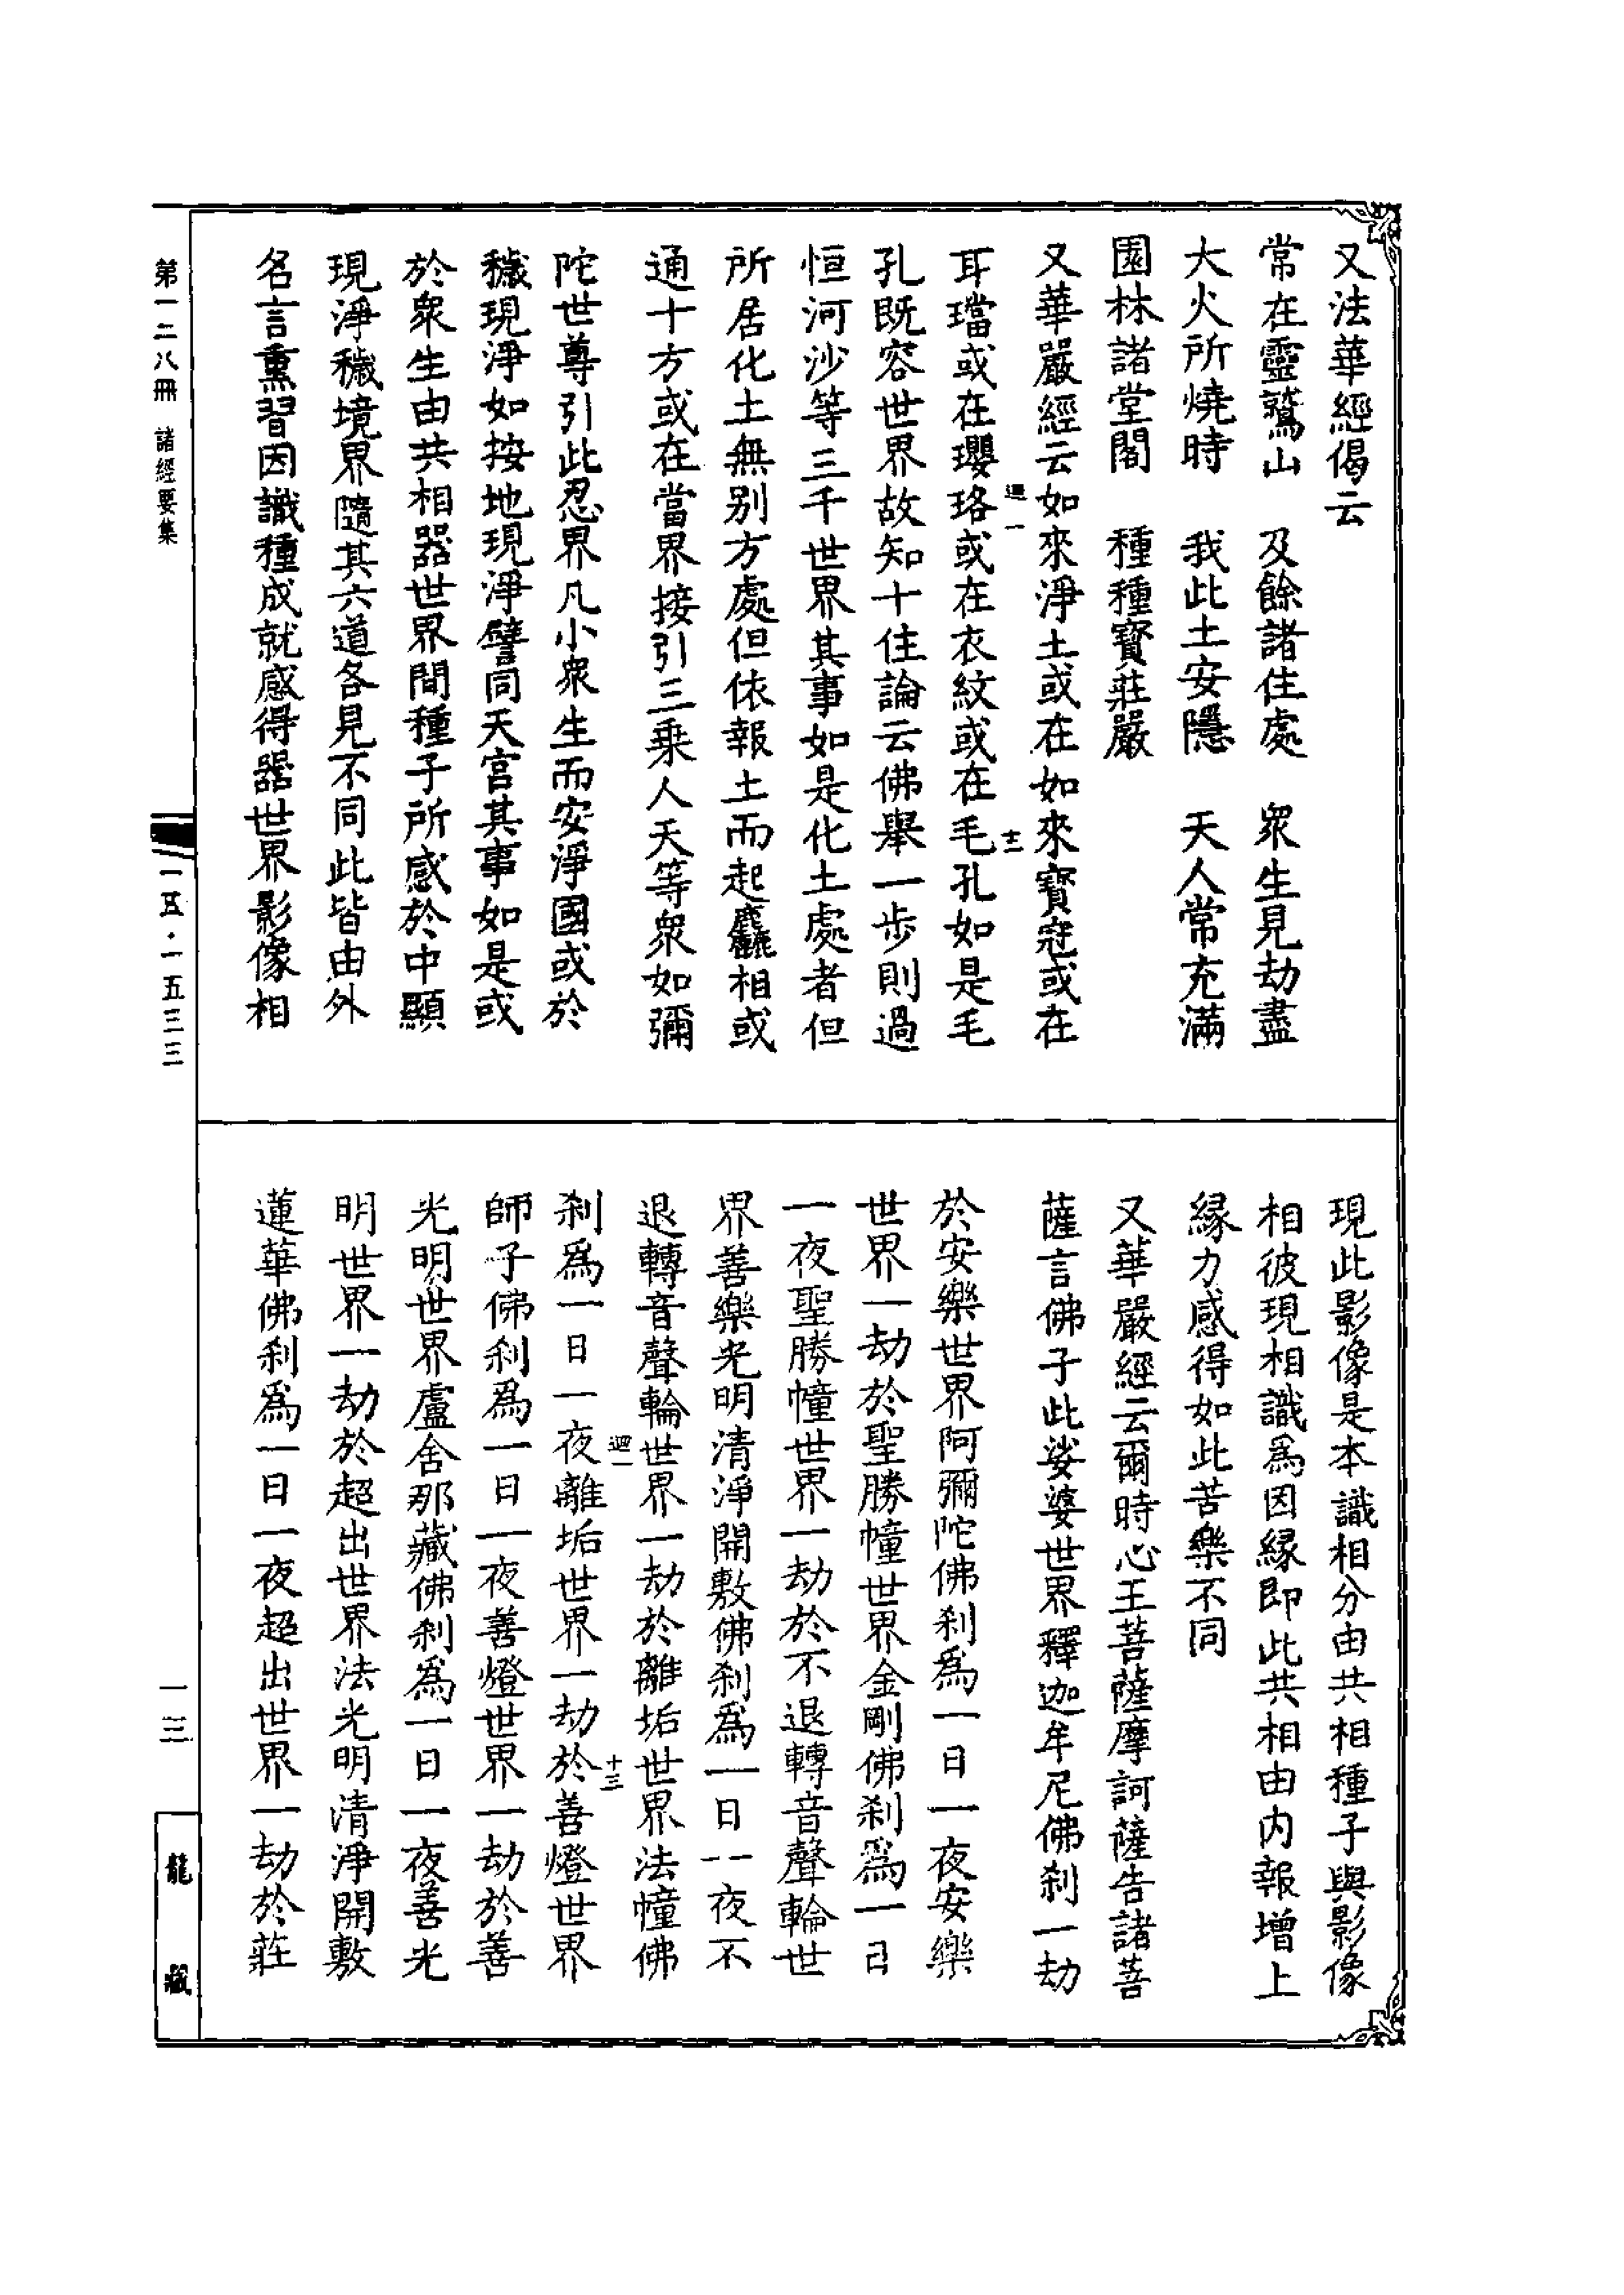 又法華經偈云
常在靈鷲山　及餘諸住處　眾生見劫盡
大火所燒時　我此土安隱　天人常充滿
園林諸堂閣　種種寶莊嚴
又華嚴經云如來淨土或在如來寶冠或在
週一
十二
耳璫或在瓔珞或在衣紋或在毛孔如是毛
孔既容世界故知十住論云佛舉一步則過
恒河沙等三千世界其事如是化土處者但
所居化土無別方處但依報土而起麤相或
通十方或在當界接引三乗人天等眾如彌
陀世尊引此忍界凡小眾生而安淨國或於
穢現淨如按地現淨譬同天宮其事如是或
於眾生由共相器世界間種子所感於中顯
現淨穢境界隨其六道各見不同此皆由外
名言熏習因識種成就感得器世界影像相
現此影像是本識相分由共相種子與影像
相彼現相識為因緣即此共相由内報增上
緣力感得如此苦樂不同
又華嚴經云爾時心王菩薩摩訶薩告諸菩
薩言佛子此娑婆世界釋迦牟尼佛剎一劫
於安樂世界阿彌陀佛剎為一日一夜安樂
世界一劫於聖勝幢世界金剛佛剎為一日
一夜聖勝幢世界一劫於不退轉音聲輪世
界善樂光明清淨開敷佛剎為一日一夜不
退轉音聲輪世界一劫於離垢世界法幢佛
週一
十三
剎為一日一夜離垢世界一劫於善燈世界
師子佛剎為一日一夜善燈世界一劫於善
光明世界盧舍那藏佛剎為一日一夜善光
明世界一劫於超出世界法光明清淨開敷
蓮華佛剎為一日一夜超出世界一劫於莊
第一二八冊　諸經要集
一五·一五三三
一三
龍藏